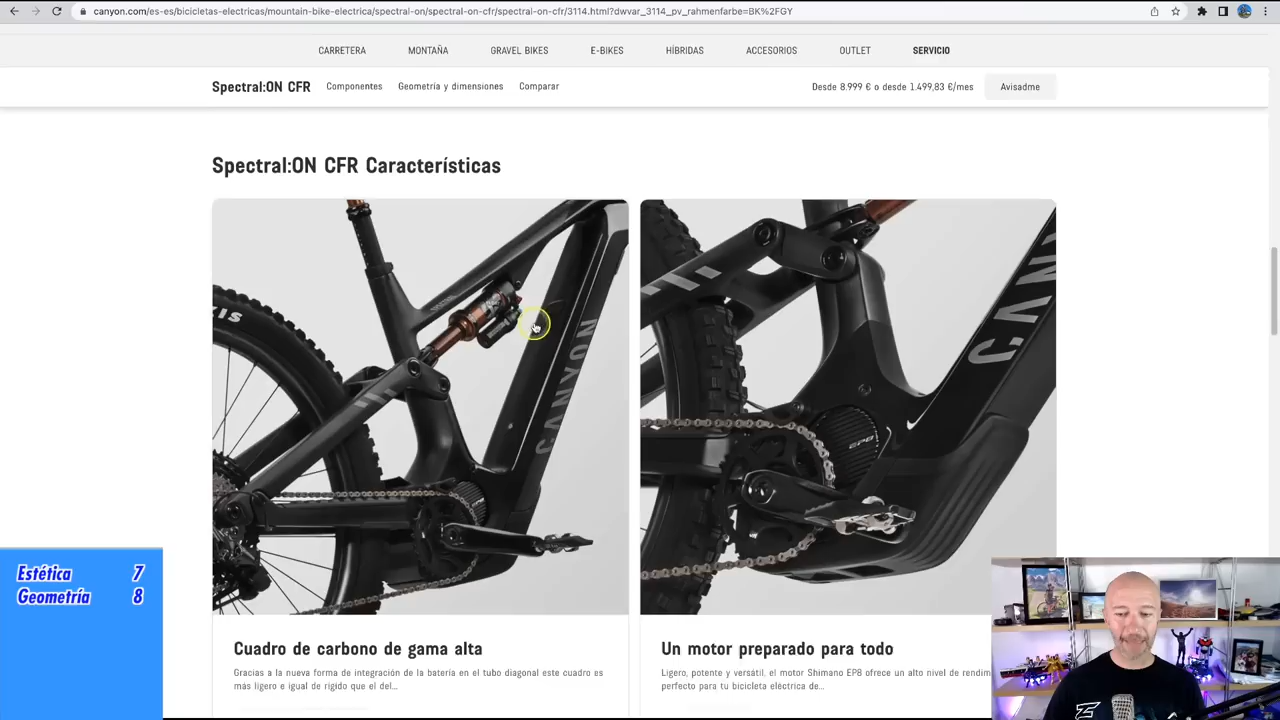 canyon.com/es-es/bicicletas-electricas/mountain-bike-electrica/spectral-on/spectral-on-cfr/spectral-on-cfr/3114.html?dwvar_3114_pv_rahmenfarbe=BK%2FGY
CARRETERA MONTAÑA GRAVEL BIKES E-BIKES HÍBRIDAS ACCESORIOS OUTLET SERVICIO
Spectral:ON CFR Componentes Geometría y dimensiones Comparar Desde 8.999 € o desde 1.499,83 €/mes Avisadme
Spectral:ON CFR Características
XIS
CANYON
CANYON
EP8
Estética 7
Geometría 8
Cuadro de carbono de gama alta
Gracias a la nueva forma de integración de la batería en el tubo diagonal este cuadro es
más ligero e igual de rígido que el del...
Un motor preparado para todo
Ligero, potente y versátil, el motor Shimano EP8 ofrece un alto nivel de rendim
perfecto para tu bicicleta eléctrica de...